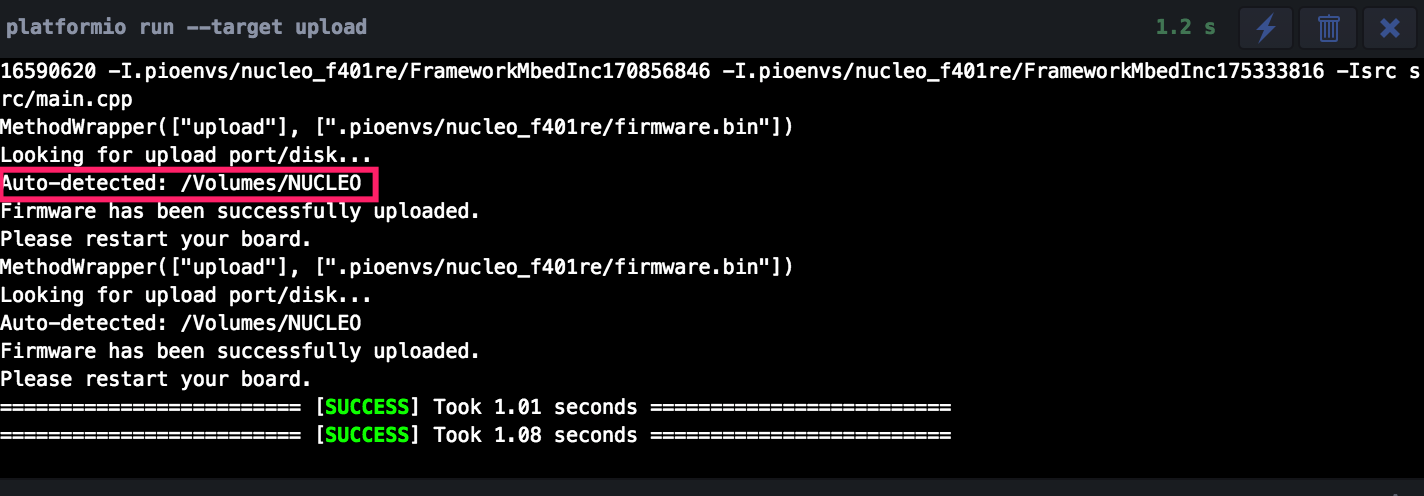 platformio run --target upload
1.2 s
16590620 -I.pioenvs/nucleo_f401re/FrameworkMbedInc170856846 -I.pioenvs/nucleo_f401re/FrameworkMbedInc175333816 -Isrc s
rc/main.cpp
MethodWrapper(["upload"], [".pioenvs/nucleo_f401re/firmware.bin"])
Looking for upload port/disk...
Auto-detected: /Volumes/NUCLEO
Firmware has been successfully uploaded.
Please restart your board.
MethodWrapper(["upload"], [".pioenvs/nucleo_f401re/firmware.bin"])
Looking for upload port/disk...
Auto-detected: /Volumes/NUCLEO
Firmware has been successfully uploaded.
Please restart your board.
========================= [SUCCESS] Took 1.01 seconds =========================
========================= [SUCCESS] Took 1.08 seconds =========================